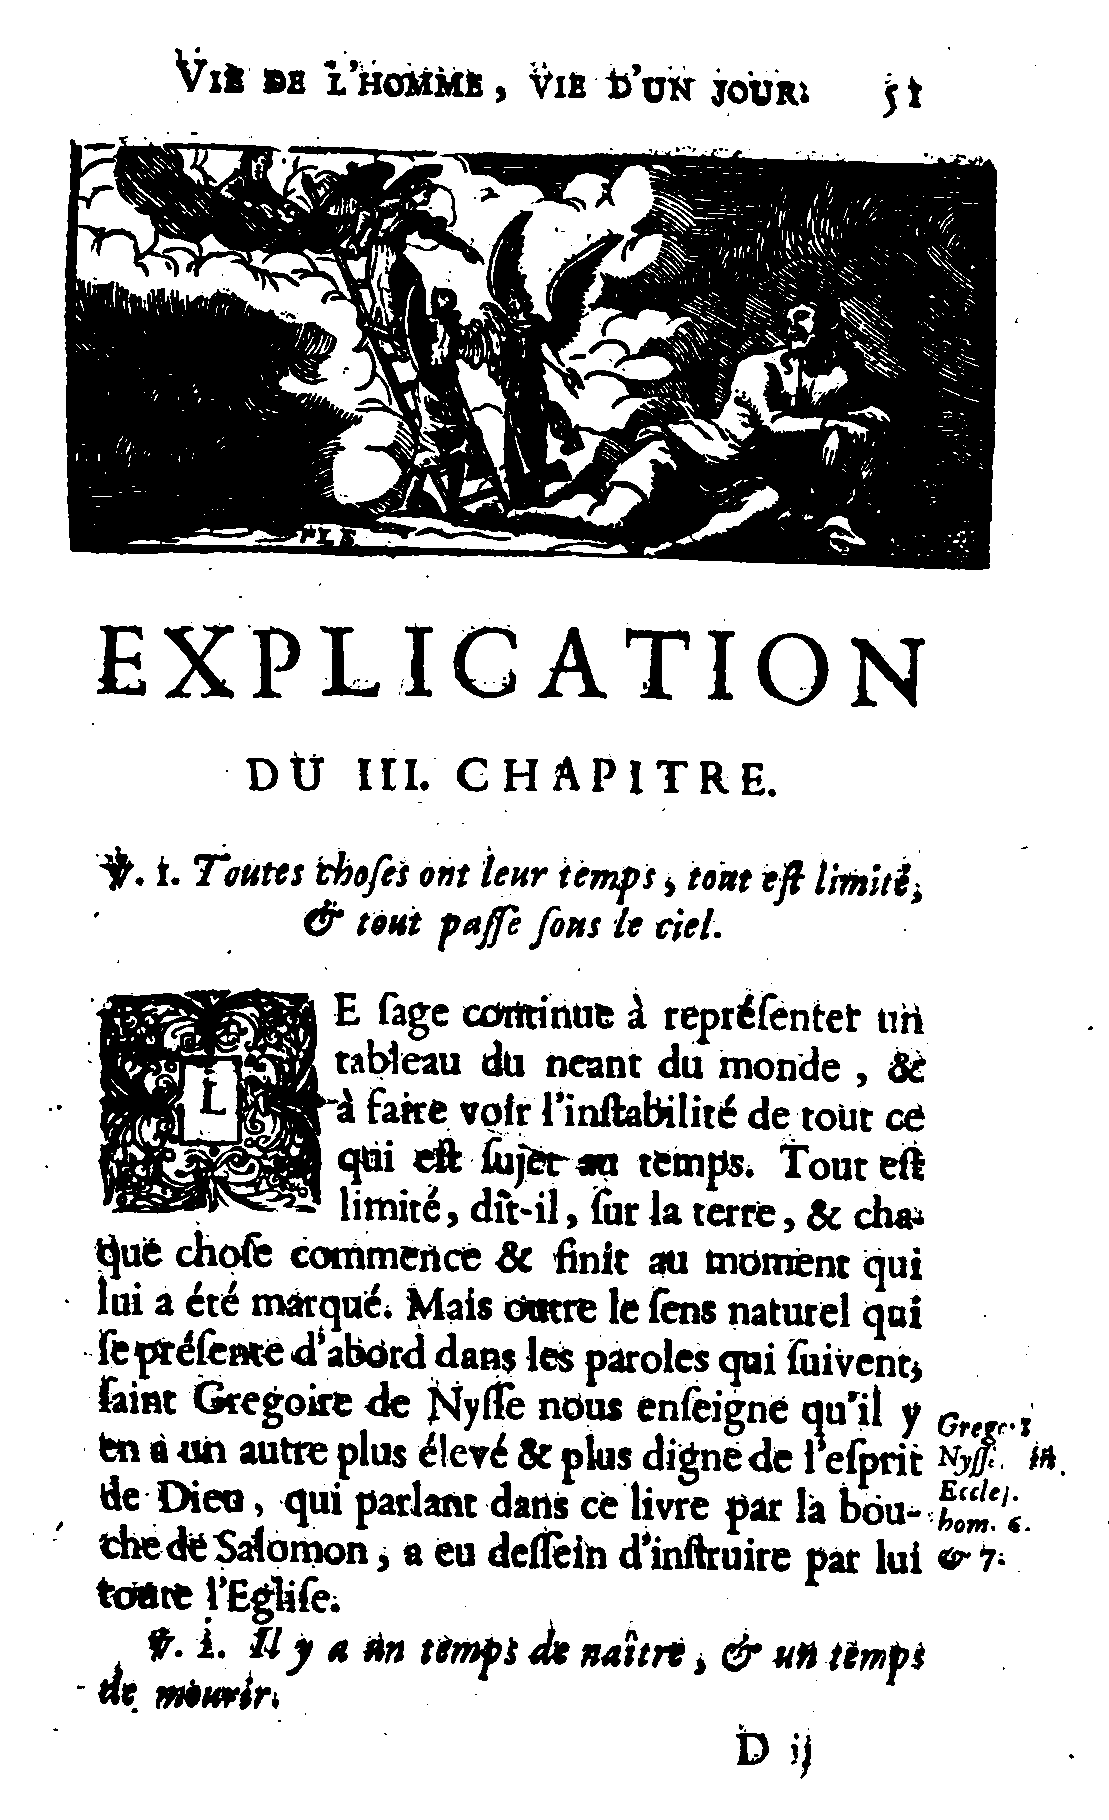 VIE DE L'HOMME, VIE D'UN JOUR. 51
EXPLICATION
DU III. CHAPITRE.
℣. 1. Toutes choſes ont leur temps, tout eſt limité,
& tout paſſe ſous le ciel.
LE ſage continue à repréſenter un
tableau du neant du monde, &
à faire voir l'inſtabilité de tout ce
qui eſt ſujet au temps. Tout eſt
limité, dit-il, ſur la terre, & cha-
que choſe commence & finit au moment qui
lui a été marqué. Mais outre le ſens naturel qui
ſe préſente d'abord dans les paroles qui ſuivent,
ſaint Gregoire de Nyſſe nous enſeigne qu'il y
en a un autre plus élevé & plus digne de l'eſprit
de Dieu, qui parlant dans ce livre par la bou-
che de Salomon, a eu deſſein d'inſtruire par lui
toute l'Egliſe.
Gregor.
Nyſſ. in
Eccleſ.
hom. 6.
& 7.
℣. 2. Il y a un temps de naître, & un temps
de mourir.
D ij